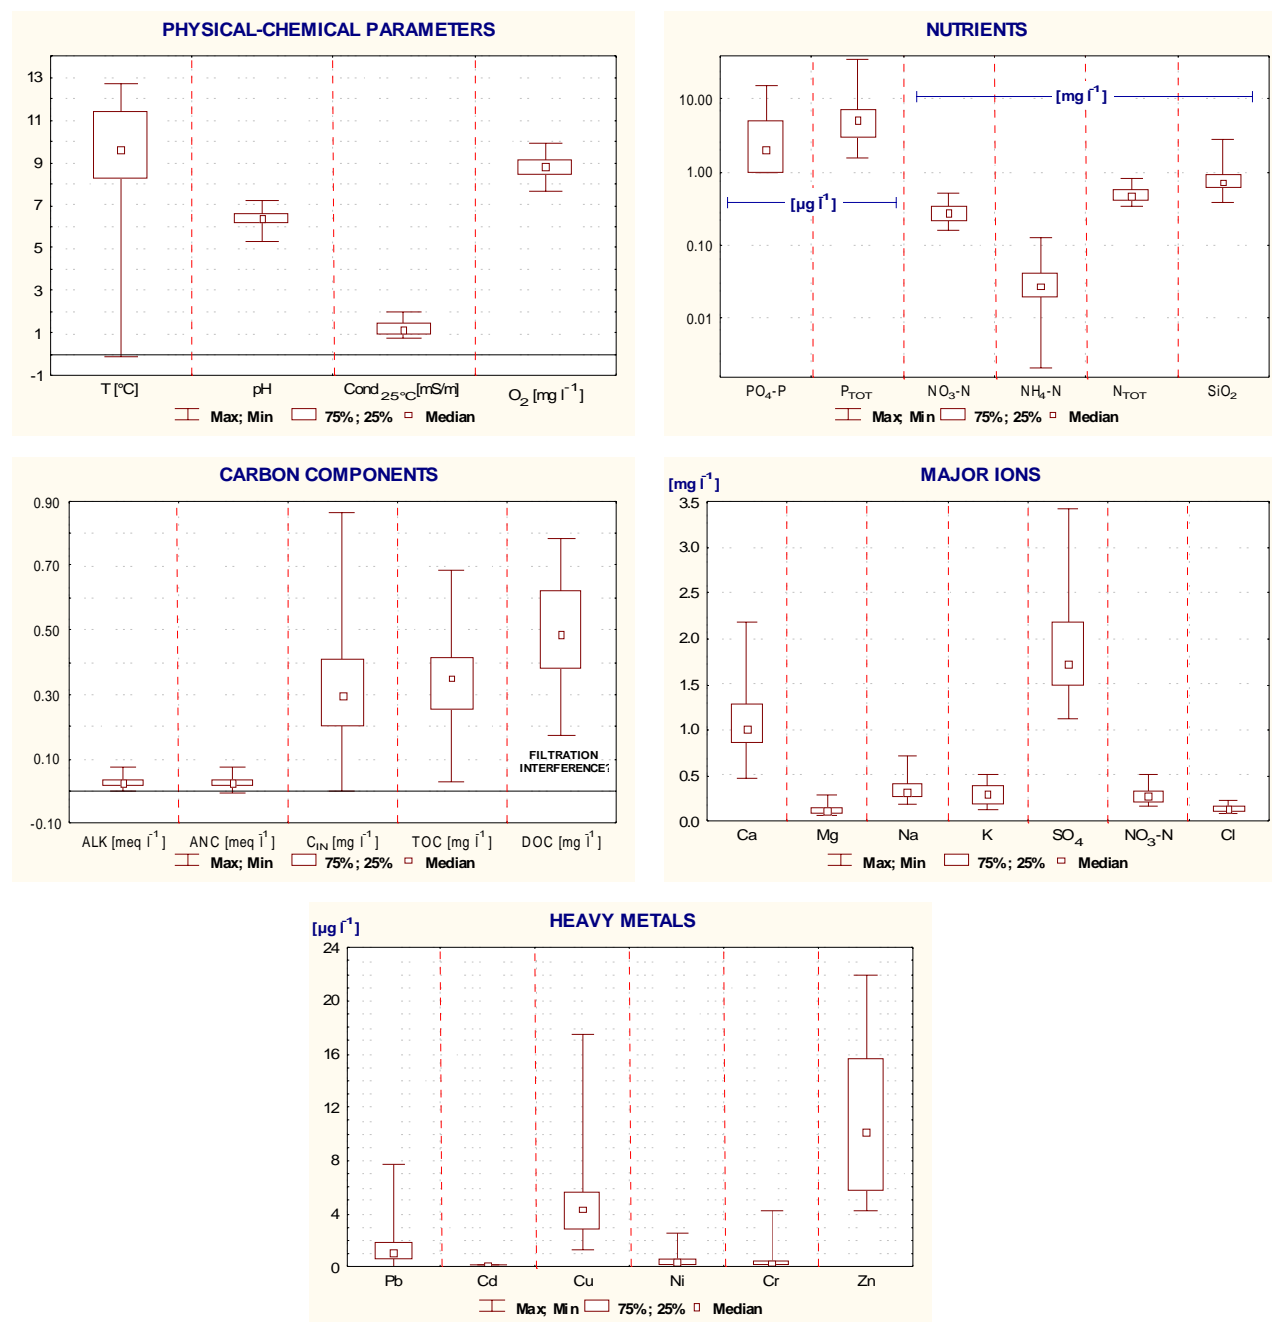 PHYSICAL-CHEMICAL PARAMETERS
13
11
9
7
5
3
1
-1
T [°C]
pH
Cond 25°C[mS/m]
O2 [mg l-1]
Max; Min
75%; 25%
Median
NUTRIENTS
10.00
1.00
0.10
0.01
[mg l-1]
[µg l-1]
PO4-P
PTOT
NO3-N
NH4-N
NTOT
SiO2
Max; Min
75%; 25%
Median
CARBON COMPONENTS
0.90
0.70
0.50
0.30
0.10
-0.10
FILTRATION
INTERFERENCE?
ALK [meq l-1]
ANC [meq l-1]
CIN [mg l-1]
TOC [mg l-1]
DOC [mg l-1]
Max; Min
75%; 25%
Median
MAJOR IONS
[mg l-1]
3.5
3.0
2.5
2.0
1.5
1.0
0.5
0.0
Ca
Mg
Na
K
SO4
NO3-N
Cl
Max; Min
75%; 25%
Median
HEAVY METALS
[µg l-1]
24
20
16
12
8
4
0
Pb
Cd
Cu
Ni
Cr
Zn
Max; Min
75%; 25%
Median